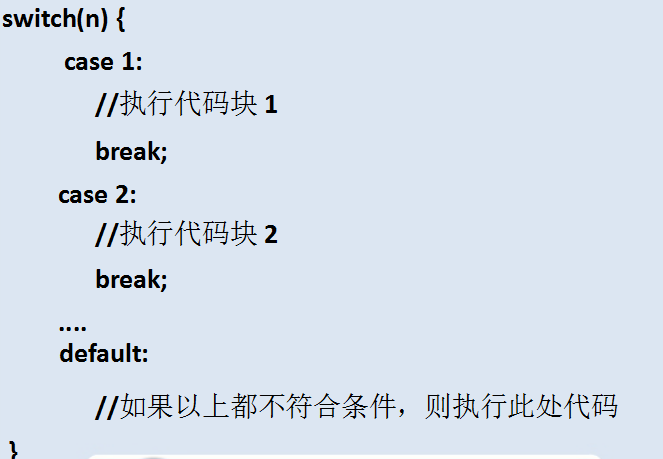 switch(n) {
case 1:
//执行代码块 1
break;
case 2:
//执行代码块 2
break;
....
default:
//如果以上都不符合条件，则执行此处代码
}